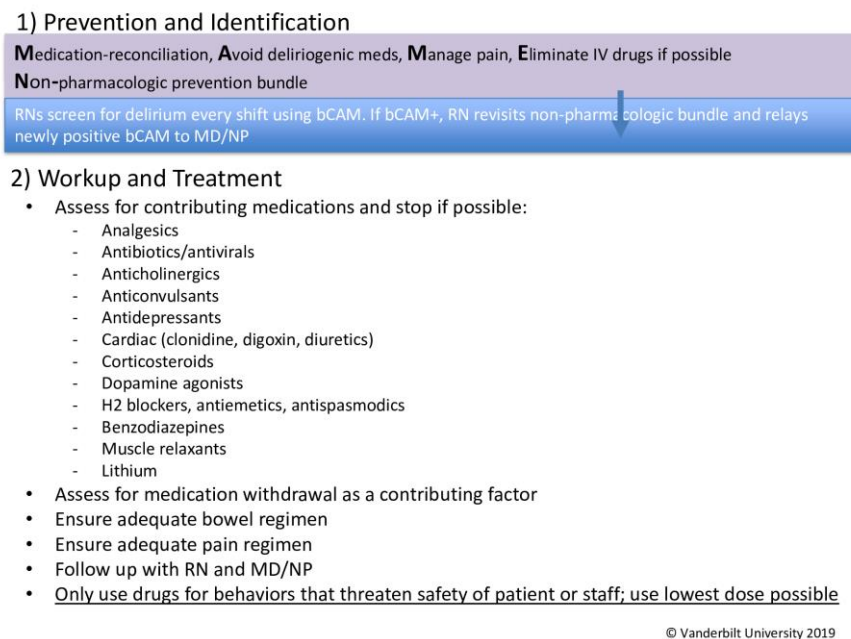 1) Prevention and Identification
Medication-reconciliation, Avoid deliriogenic meds, Manage pain, Eliminate IV drugs if possible
Non-pharmacologic prevention bundle
RNs screen for delirium every shift using bCAM. If bCAM+, RN revisits non-pharmacologic bundle and relays
newly positive bCAM to MD/NP
2) Workup and Treatment
• Assess for contributing medications and stop if possible:
- Analgesics
- Antibiotics/antivirals
- Anticholinergics
- Anticonvulsants
- Antidepressants
- Cardiac (clonidine, digoxin, diuretics)
- Corticosteroids
- Dopamine agonists
- H2 blockers, antiemetics, antispasmodics
- Benzodiazepines
- Muscle relaxants
- Lithium
• Assess for medication withdrawal as a contributing factor
• Ensure adequate bowel regimen
• Ensure adequate pain regimen
• Follow up with RN and MD/NP
• Only use drugs for behaviors that threaten safety of patient or staff; use lowest dose possible
© Vanderbilt University 2019